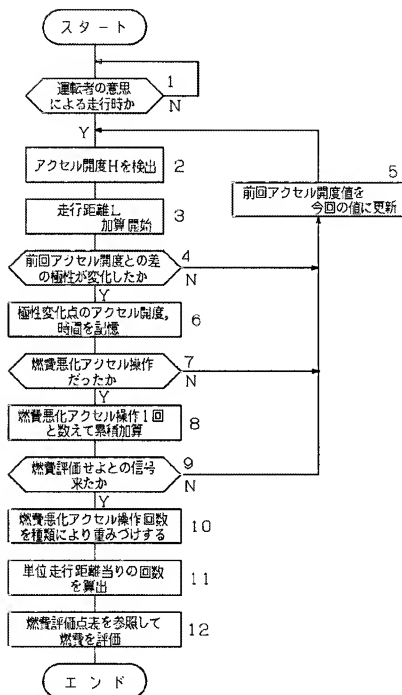 スタート
運転者の意思
による走行時か
1
N
Y
アクセル開度Hを検出
2
走行距離L
加算開始
3
前回アクセル開度との差
の極性が変化したか
4
N
Y
前回アクセル開度値を
今回の値に更新
5
極性変化点のアクセル開度,
時間を記憶
6
燃費悪化アクセル操作
だったか
7
N
Y
燃費悪化アクセル操作1回
と数えて累積加算
8
燃費評価せよとの信号
来たか
9
N
Y
燃費悪化アクセル操作回数
を種類により重みづけする
10
単位走行距離当りの回数
を算出
11
燃費評価点表を参照して
燃費を評価
12
エンド